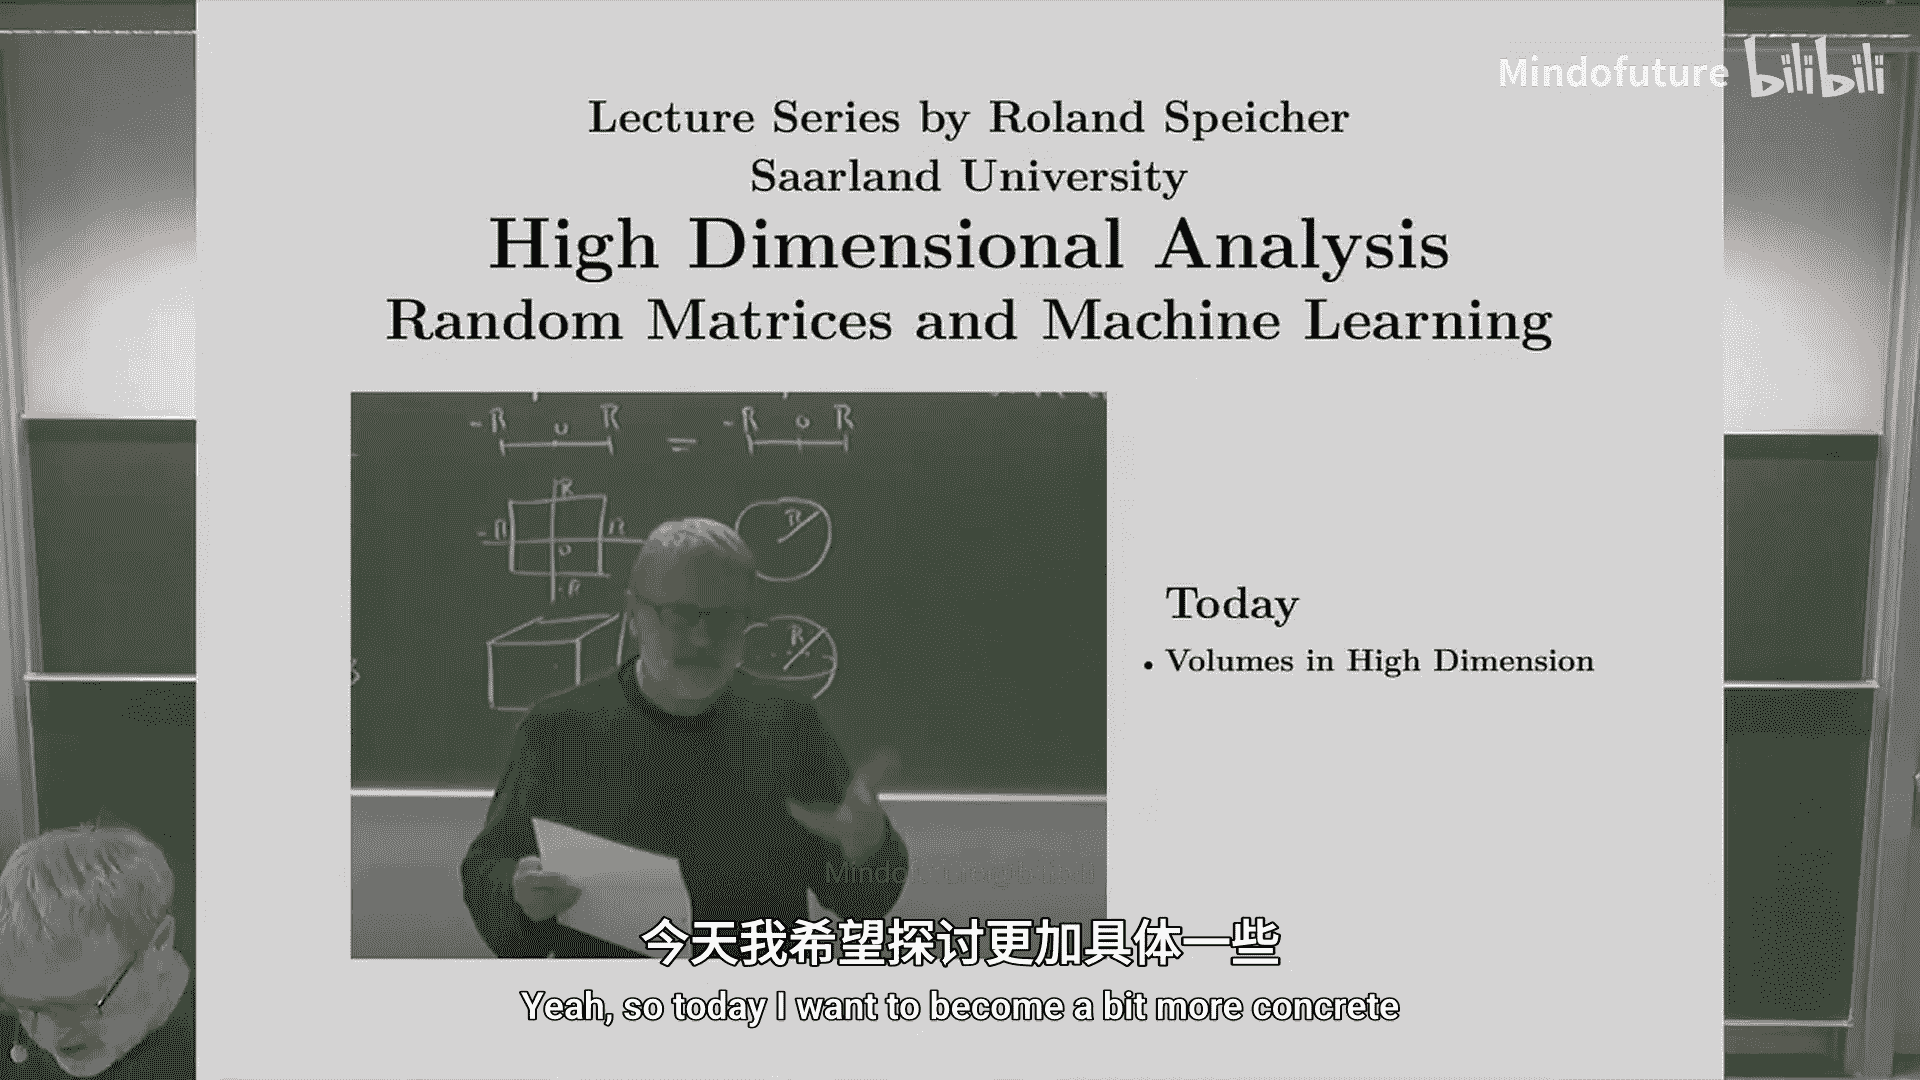 Mindofuture bilibili
Lecture Series by Roland Speicher
Saarland University
High Dimensional Analysis
Random Matrices and Machine Learning
-R 0 R = -R 0 R
R
-R 0 R R
-R
R
Today
• Volumes in High Dimension
今天我希望探讨更加具体一些
Yeah, so today I want to become a bit more concrete